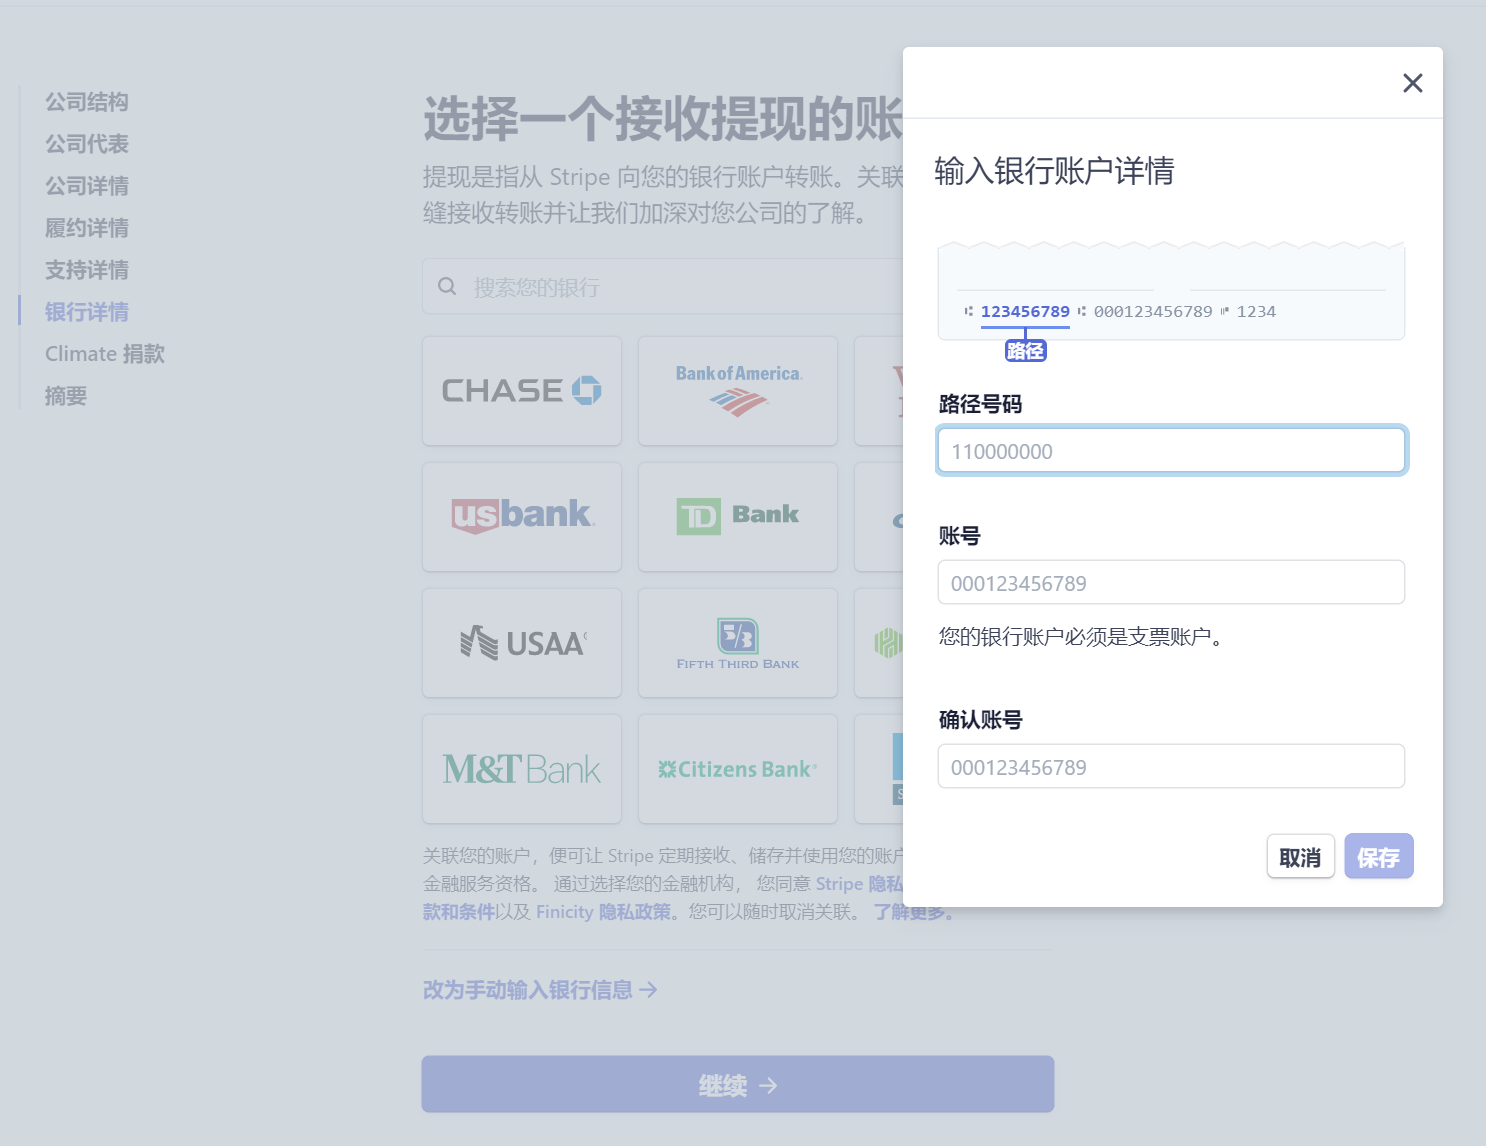 公司结构
公司代表
公司详情
履约详情
支持详情
银行详情
Climate 捐款
摘要
选择一个接收提现的账
提现是指从 Stripe 向您的银行账户转账。关联
缝接收转账并让我们加深对您公司的了解。
搜索您的银行
CHASE
Bank of America.
usbank.
TD Bank
USAA®
5/3
FIFTH THIRD BANK
M&T Bank
Citizens Bank®
关联您的账户，便可让 Stripe 定期接收、储存并使用您的账户
金融服务资格。 通过选择您的金融机构， 您同意 Stripe 隐私
款和条件以及 Finicity 隐私政策。您可以随时取消关联。 了解更多。
改为手动输入银行信息 →
继续 →
输入银行账户详情
⑆ 123456789 ⑆ 000123456789 ⑈ 1234
路径
路径号码
110000000
账号
000123456789
您的银行账户必须是支票账户。
确认账号
000123456789
取消
保存